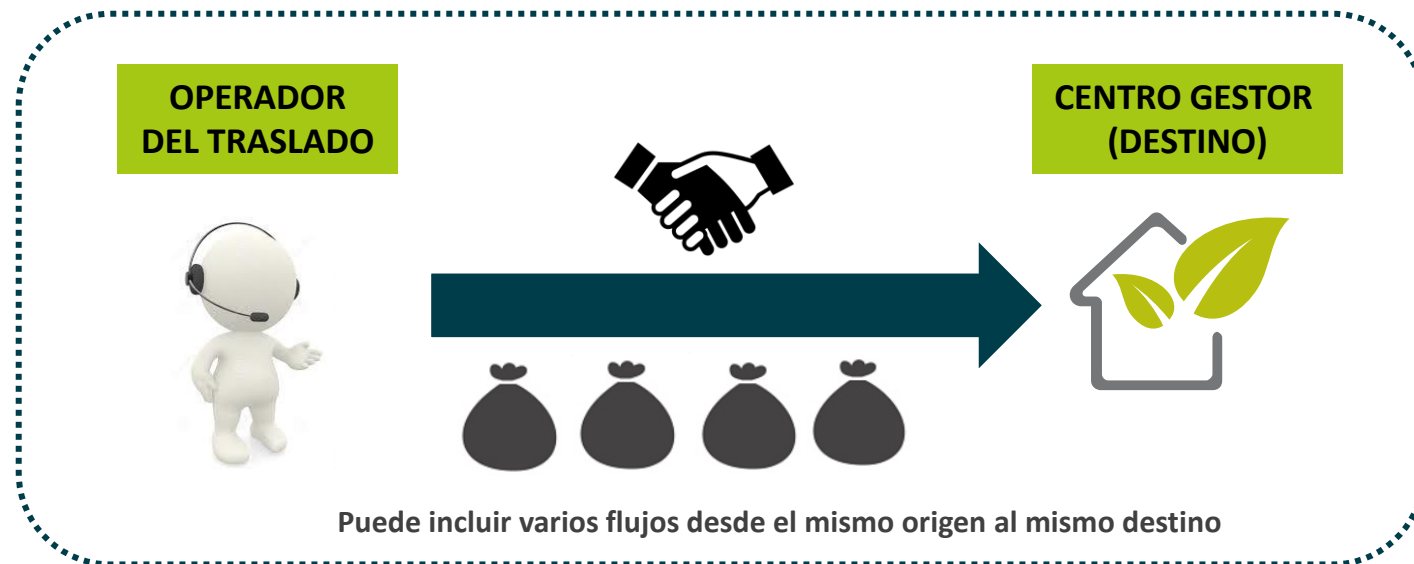 OPERADOR
DEL TRASLADO
CENTRO GESTOR
(DESTINO)
Puede incluir varios flujos desde el mismo origen al mismo destino